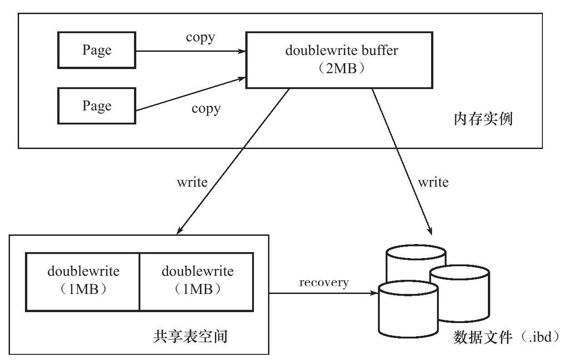 Page
copy
doublewrite buffer
（2MB）
Page
copy
内存实例
write
write
doublewrite
（1MB）
doublewrite
（1MB）
recovery
共享表空间
数据文件（.ibd）